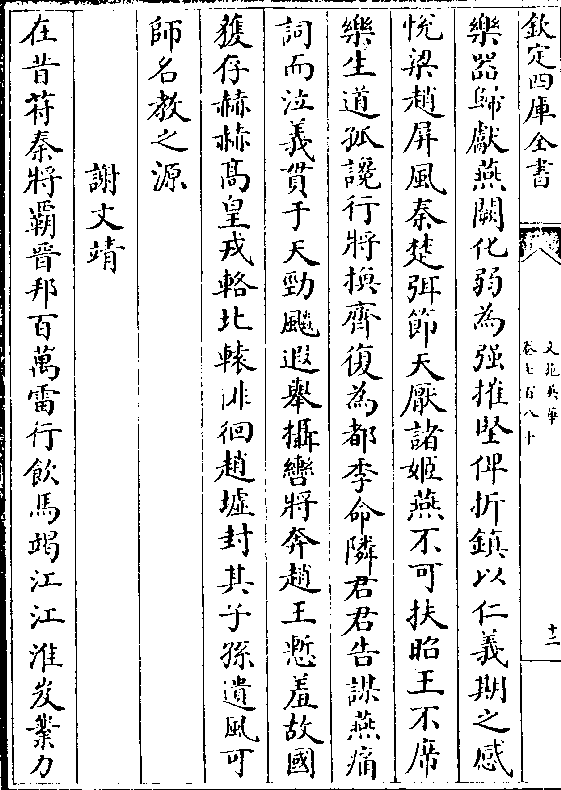 欽定四庫全書
文苑英華
卷七百八十
十二
樂器歸獻燕闕化弱為强摧堅俾折鎮以仁義期之感
悅梁趙屏風秦楚弭節天厭諸姬燕不可扶昭王不席
樂生道孤讒行將換齊復為都季命隣君君告謀燕痛
詞而泣義貫于天勁飈遐舉攝轡將奔趙王慙羞故國
獲存赫赫高皇戎輅北轅徘徊趙墟封其子孫遺風可
師名教之源
謝文靖
在昔苻秦將覇晉邦百萬雷行飲馬竭江江淮岌業力